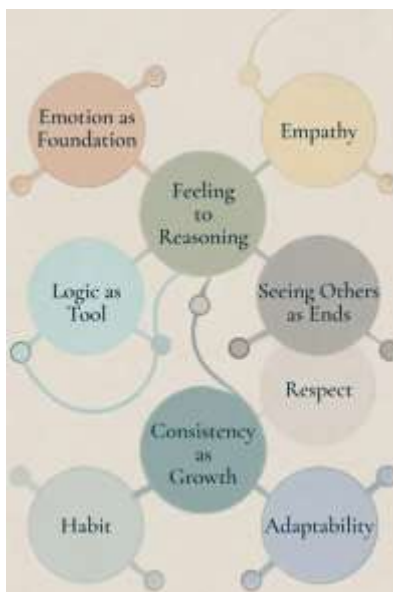 Emotion as
Foundation
Empathy
Feeling
to
Reasoning
Logic as
Tool
Seeing Others
as Ends
Respect
Consistency
as
Growth
Habit
Adaptability